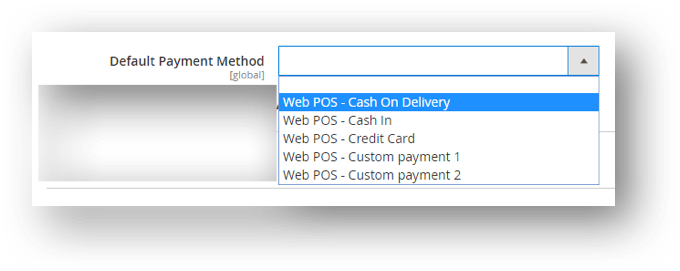 Default Payment Method
[global]
Web POS - Cash On Delivery
Web POS - Cash In
Web POS - Credit Card
Web POS - Custom payment 1
Web POS - Custom payment 2